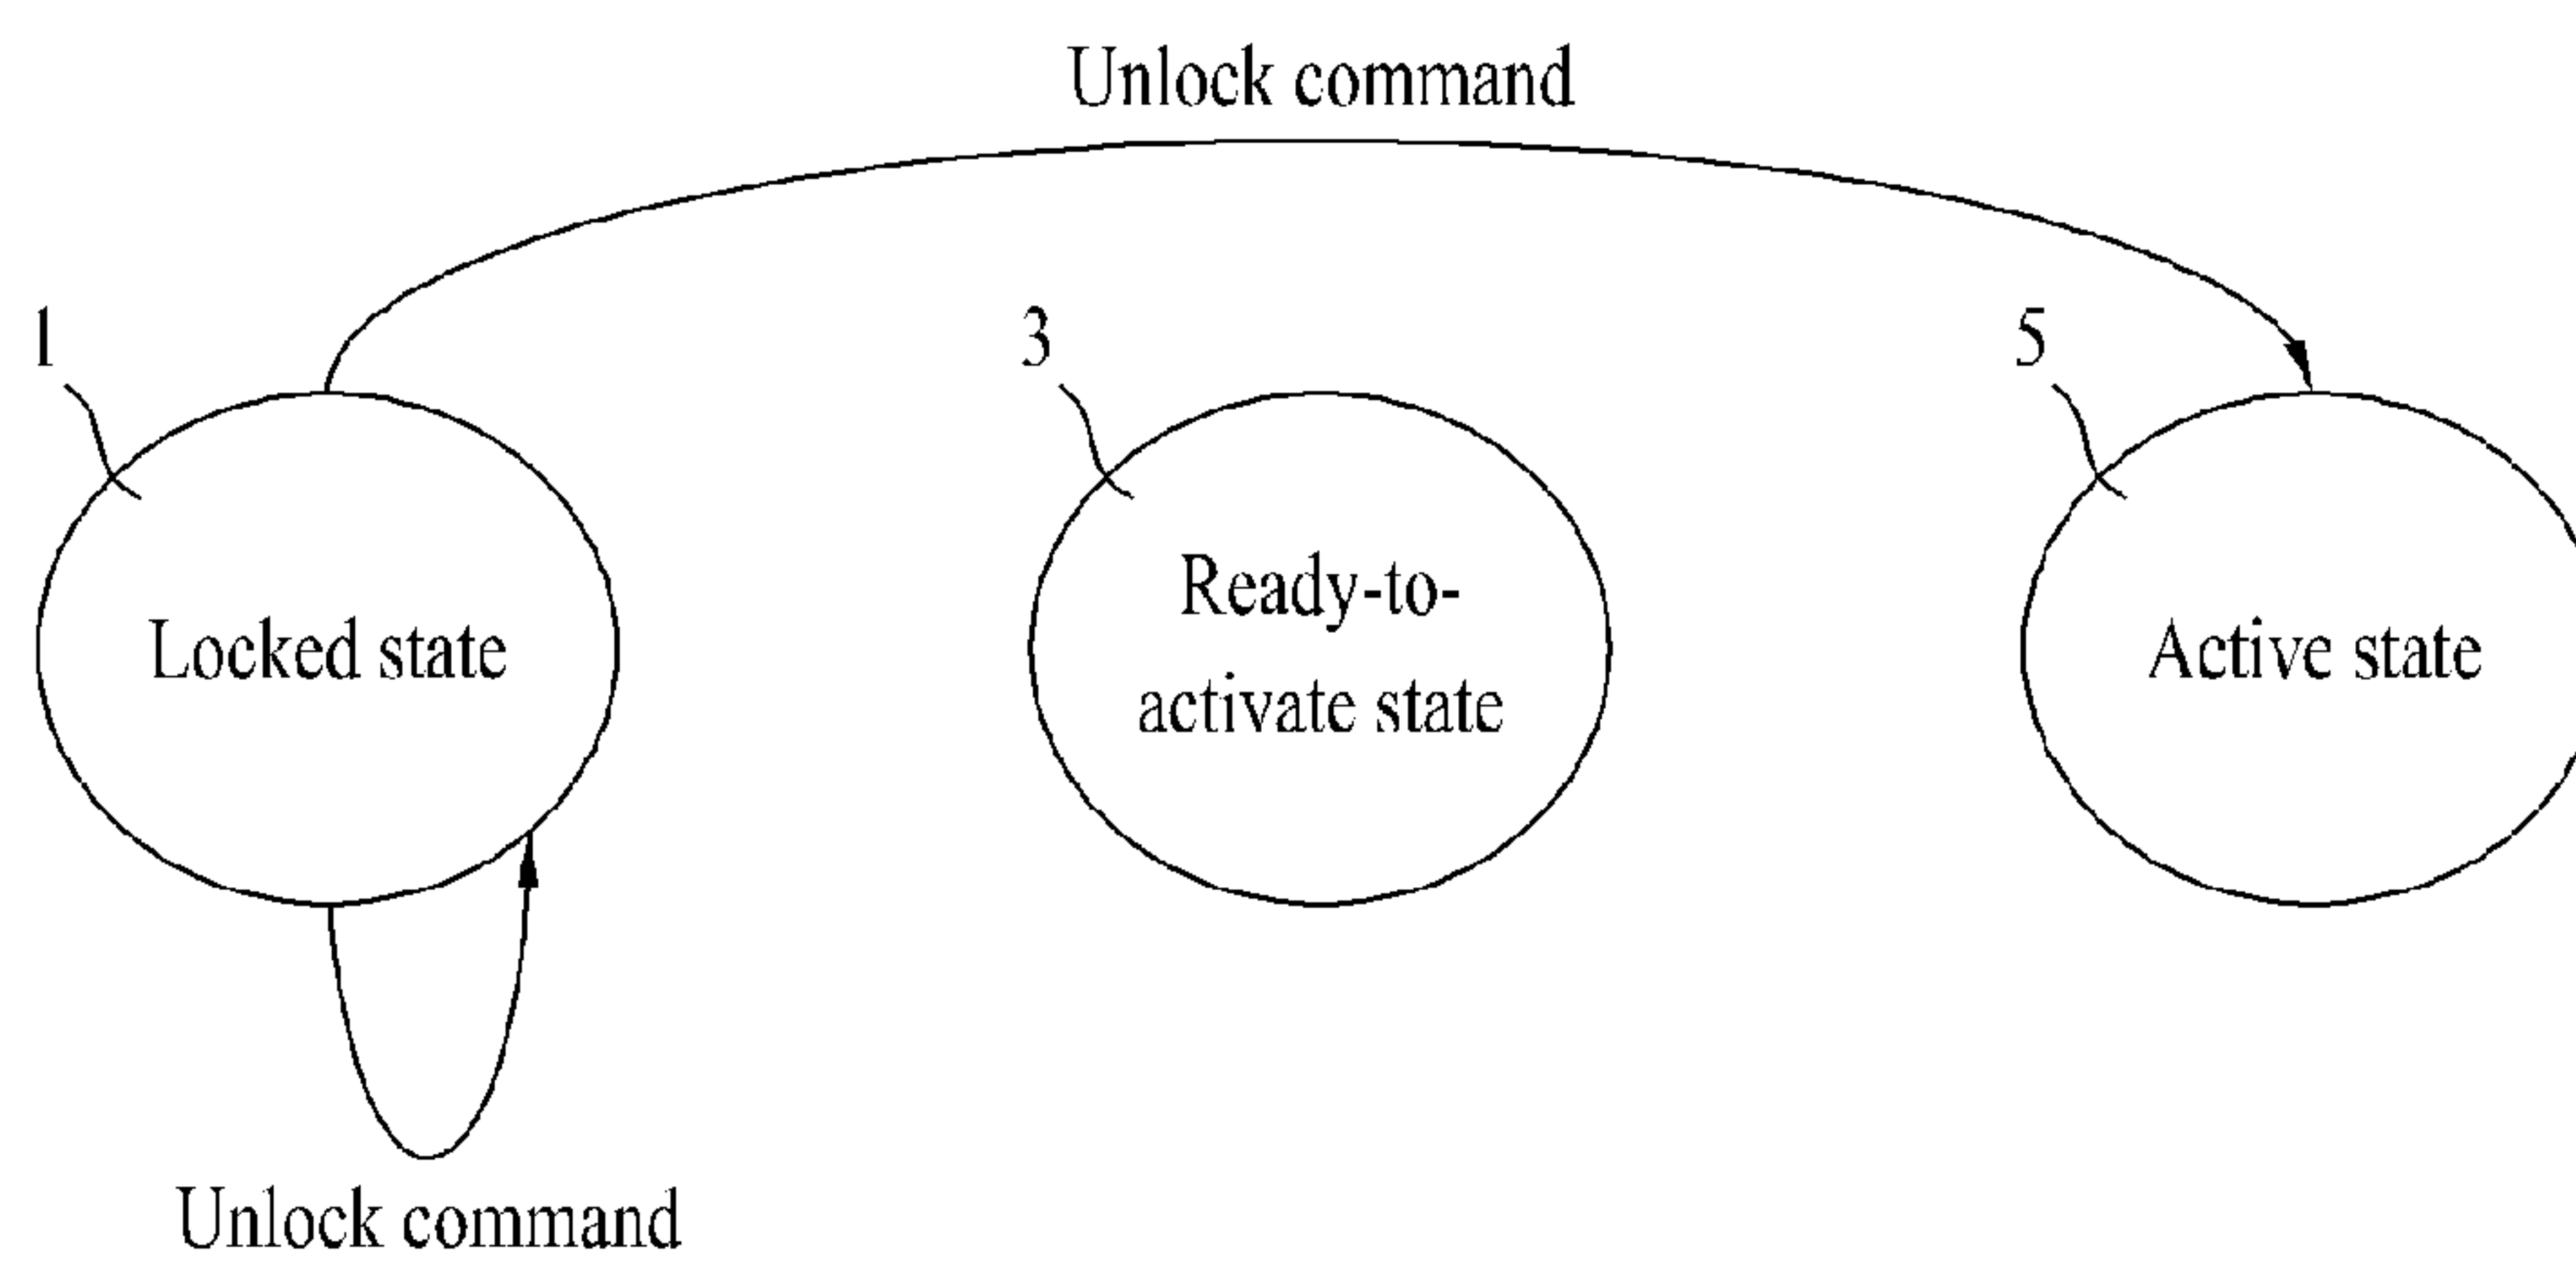 Unlock command
1
3
5
Locked state
Ready-to-
activate state
Active state
Unlock command